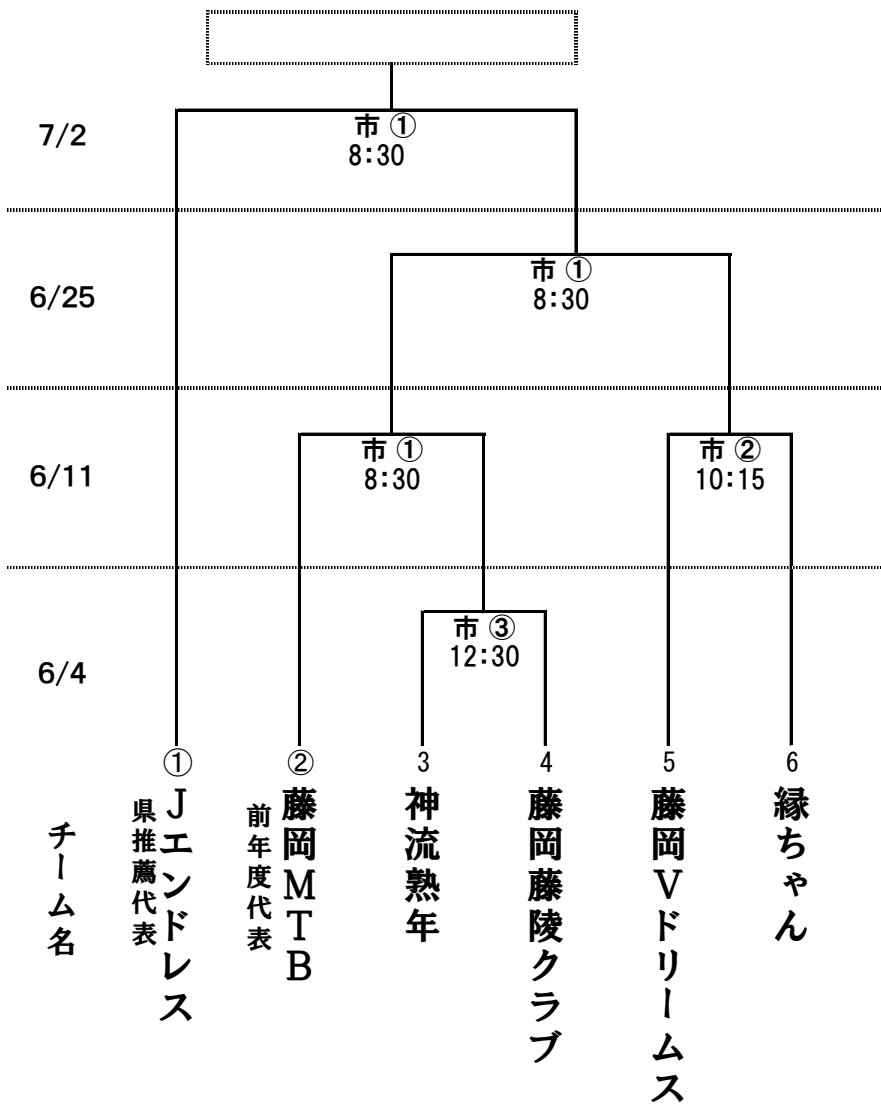 7/2
市 ①
8:30
6/25
市 ①
8:30
6/11
市 ①
8:30
市 ②
10:15
6/4
市 ③
12:30
①
②
3
4
5
6
チーム名
Jエンドレス
県推薦代表
藤岡MTB
前年度代表
神流熟年
藤岡藤陵クラブ
藤岡Vドリームス
縁ちゃん